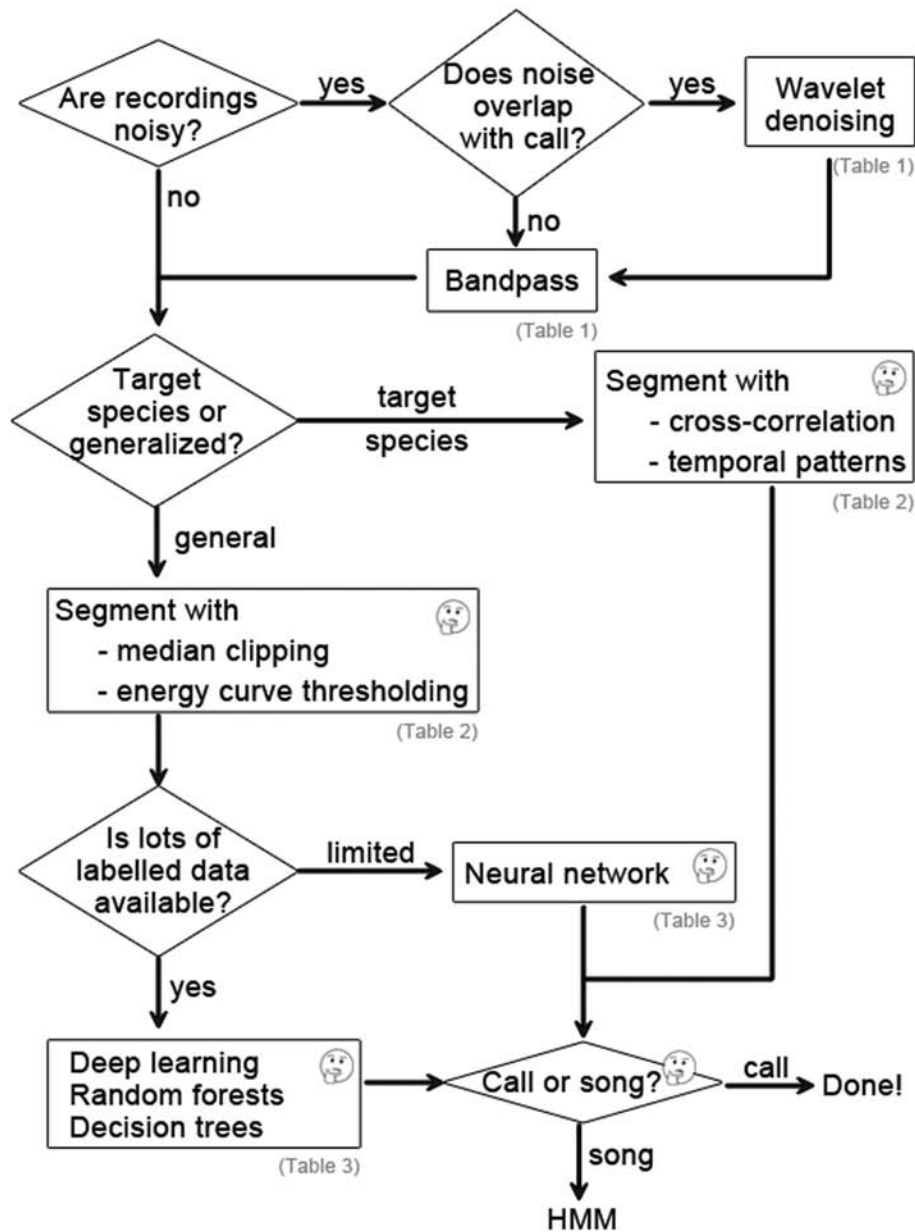 Are recordings
noisy?
yes
Does noise
overlap
with call?
yes
Wavelet
denoising
(Table 1)
no
no
Bandpass
(Table 1)
Target
species or
generalized?
target
species
Segment with
- cross-correlation
- temporal patterns
(Table 2)
general
Segment with
- median clipping
- energy curve thresholding
(Table 2)
Is lots of
labelled data
available?
limited
Neural network
(Table 3)
yes
Deep learning
Random forests
Decision trees
(Table 3)
Call or song?
call
Done!
song
HMM